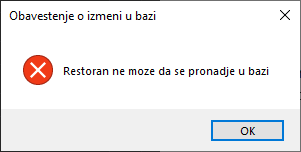 Obavestenje o izmeni u bazi
Restoran ne moze da se pronadje u bazi
OK